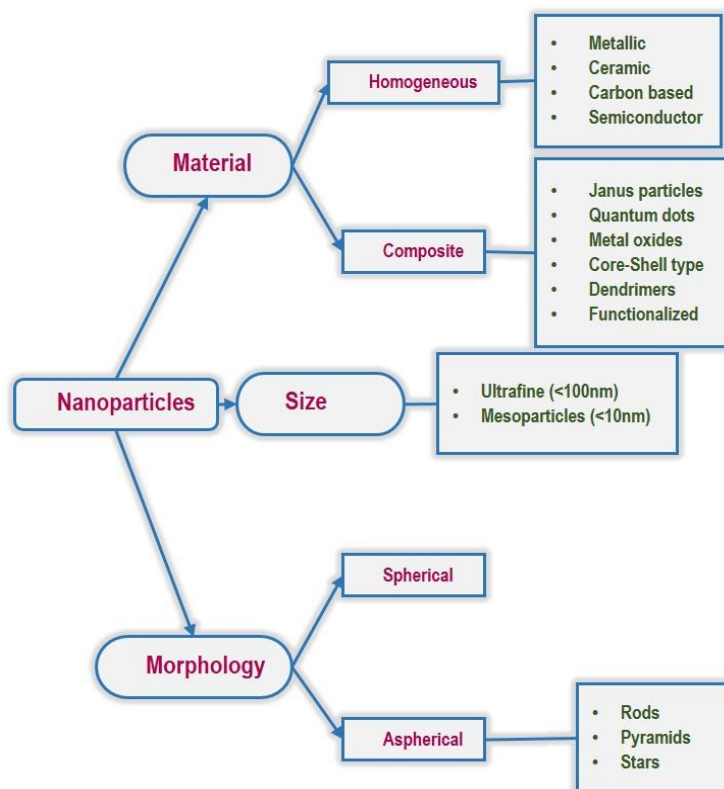 Nanoparticles
Material
Homogeneous
• Metallic
• Ceramic
• Carbon based
• Semiconductor
Composite
• Janus particles
• Quantum dots
• Metal oxides
• Core-Shell type
• Dendrimers
• Functionalized
Size
• Ultrafine (<100nm)
• Mesoparticles (<10nm)
Morphology
Spherical
Aspherical
• Rods
• Pyramids
• Stars